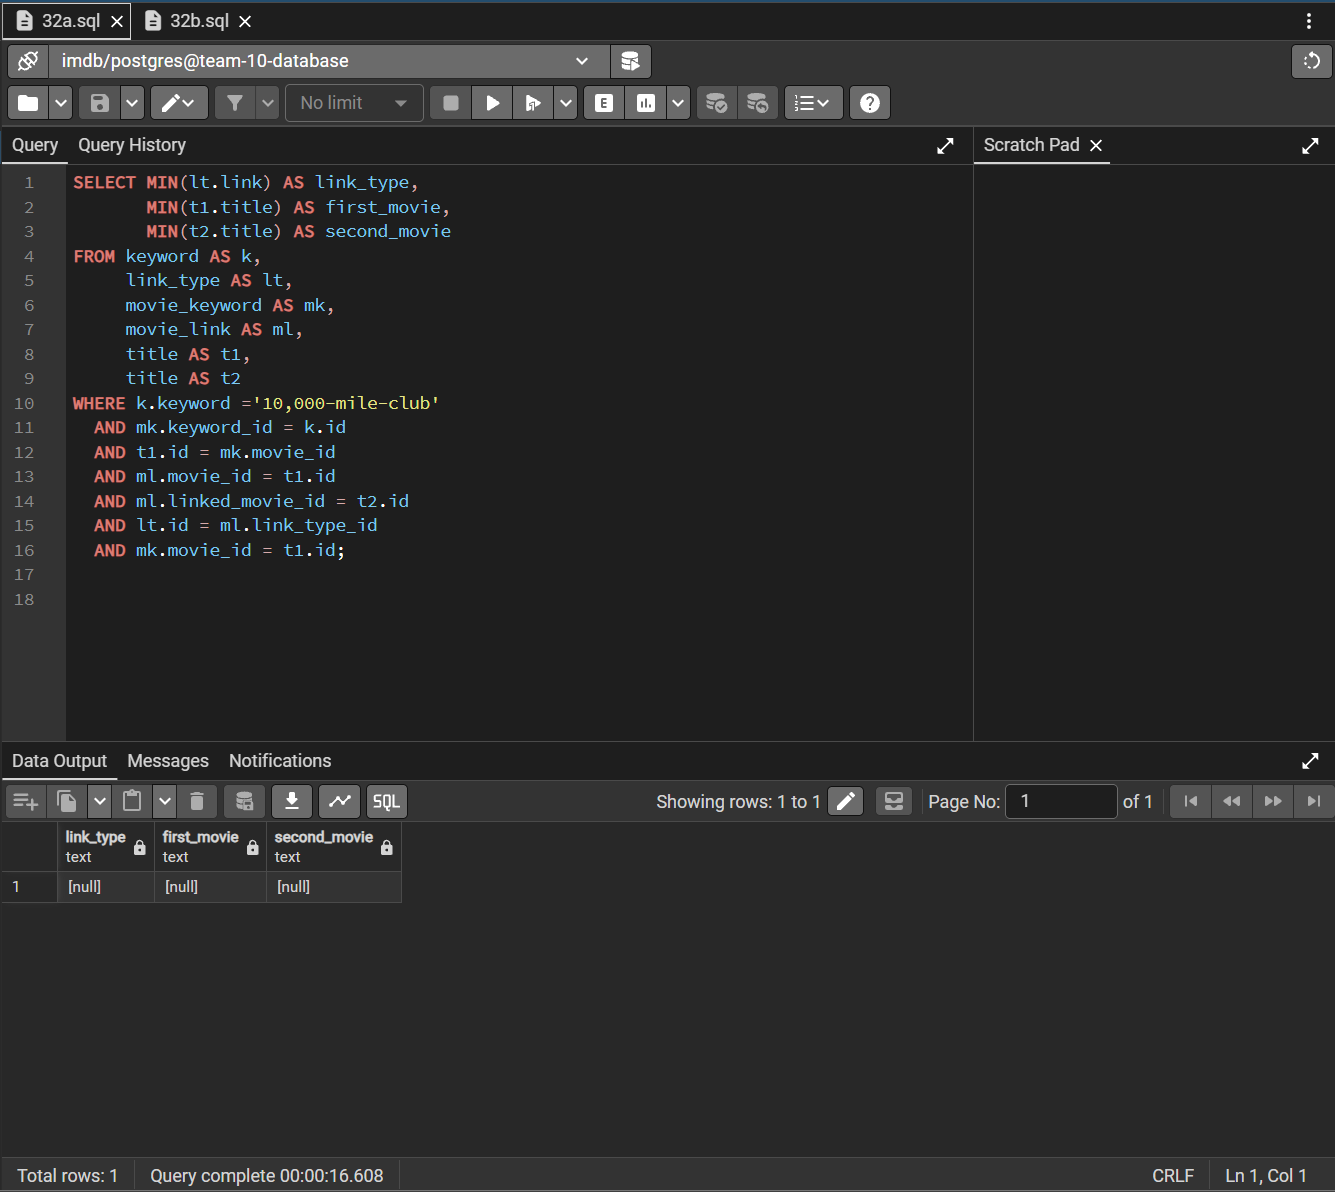 32a.sql 32b.sql
imdb/postgres@team-10-database
No limit E
Query Query History Scratch Pad
1 SELECT MIN(lt.link) AS link_type,
2 MIN(t1.title) AS first_movie,
3 MIN(t2.title) AS second_movie
4 FROM keyword AS k,
5 link_type AS lt,
6 movie_keyword AS mk,
7 movie_link AS ml,
8 title AS t1,
9 title AS t2
10 WHERE k.keyword ='10,000-mile-club'
11 AND mk.keyword_id = k.id
12 AND t1.id = mk.movie_id
13 AND ml.movie_id = t1.id
14 AND ml.linked_movie_id = t2.id
15 AND lt.id = ml.link_type_id
16 AND mk.movie_id = t1.id;
17
18
Data Output Messages Notifications
SQL Showing rows: 1 to 1 Page No: 1 of 1
link_type first_movie second_movie
text text text
1 [null] [null] [null]
Total rows: 1 Query complete 00:00:16.608 CRLF Ln 1, Col 1